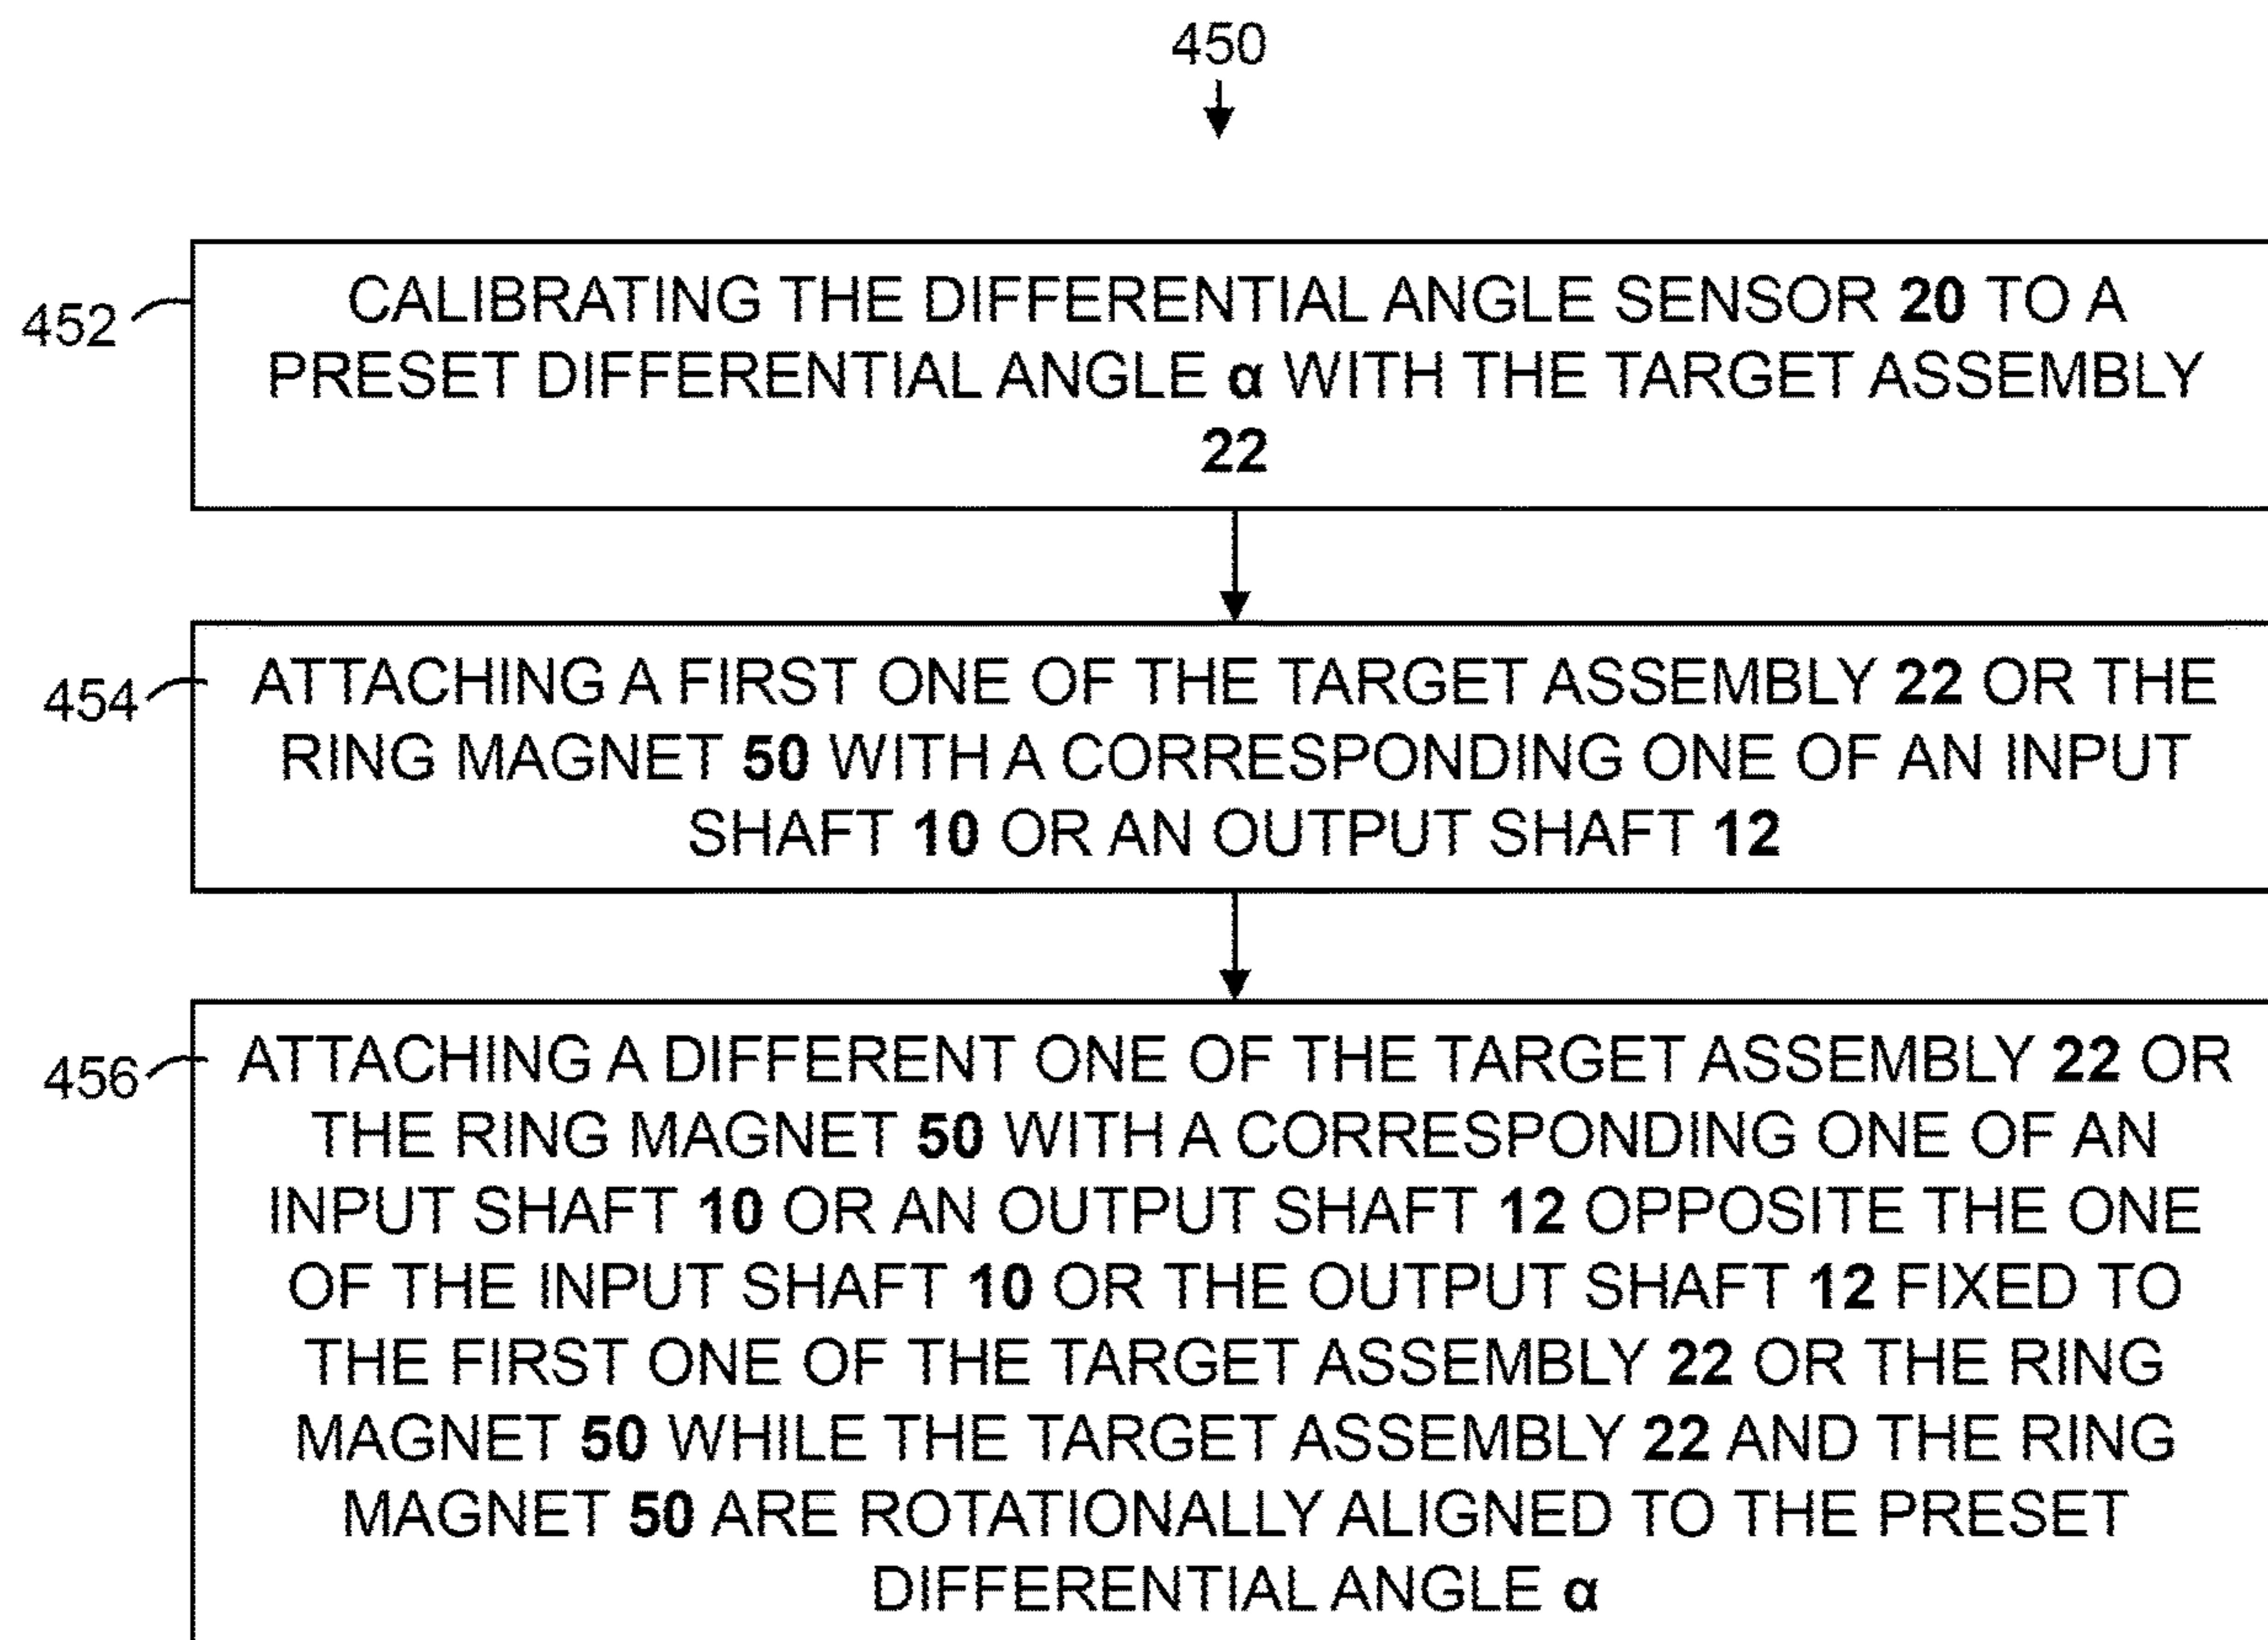 450
452
CALIBRATING THE DIFFERENTIAL ANGLE SENSOR 20 TO A
PRESET DIFFERENTIAL ANGLE α WITH THE TARGET ASSEMBLY
22
454
ATTACHING A FIRST ONE OF THE TARGET ASSEMBLY 22 OR THE
RING MAGNET 50 WITH A CORRESPONDING ONE OF AN INPUT
SHAFT 10 OR AN OUTPUT SHAFT 12
456
ATTACHING A DIFFERENT ONE OF THE TARGET ASSEMBLY 22 OR
THE RING MAGNET 50 WITH A CORRESPONDING ONE OF AN
INPUT SHAFT 10 OR AN OUTPUT SHAFT 12 OPPOSITE THE ONE
OF THE INPUT SHAFT 10 OR THE OUTPUT SHAFT 12 FIXED TO
THE FIRST ONE OF THE TARGET ASSEMBLY 22 OR THE RING
MAGNET 50 WHILE THE TARGET ASSEMBLY 22 AND THE RING
MAGNET 50 ARE ROTATIONALLY ALIGNED TO THE PRESET
DIFFERENTIAL ANGLE α